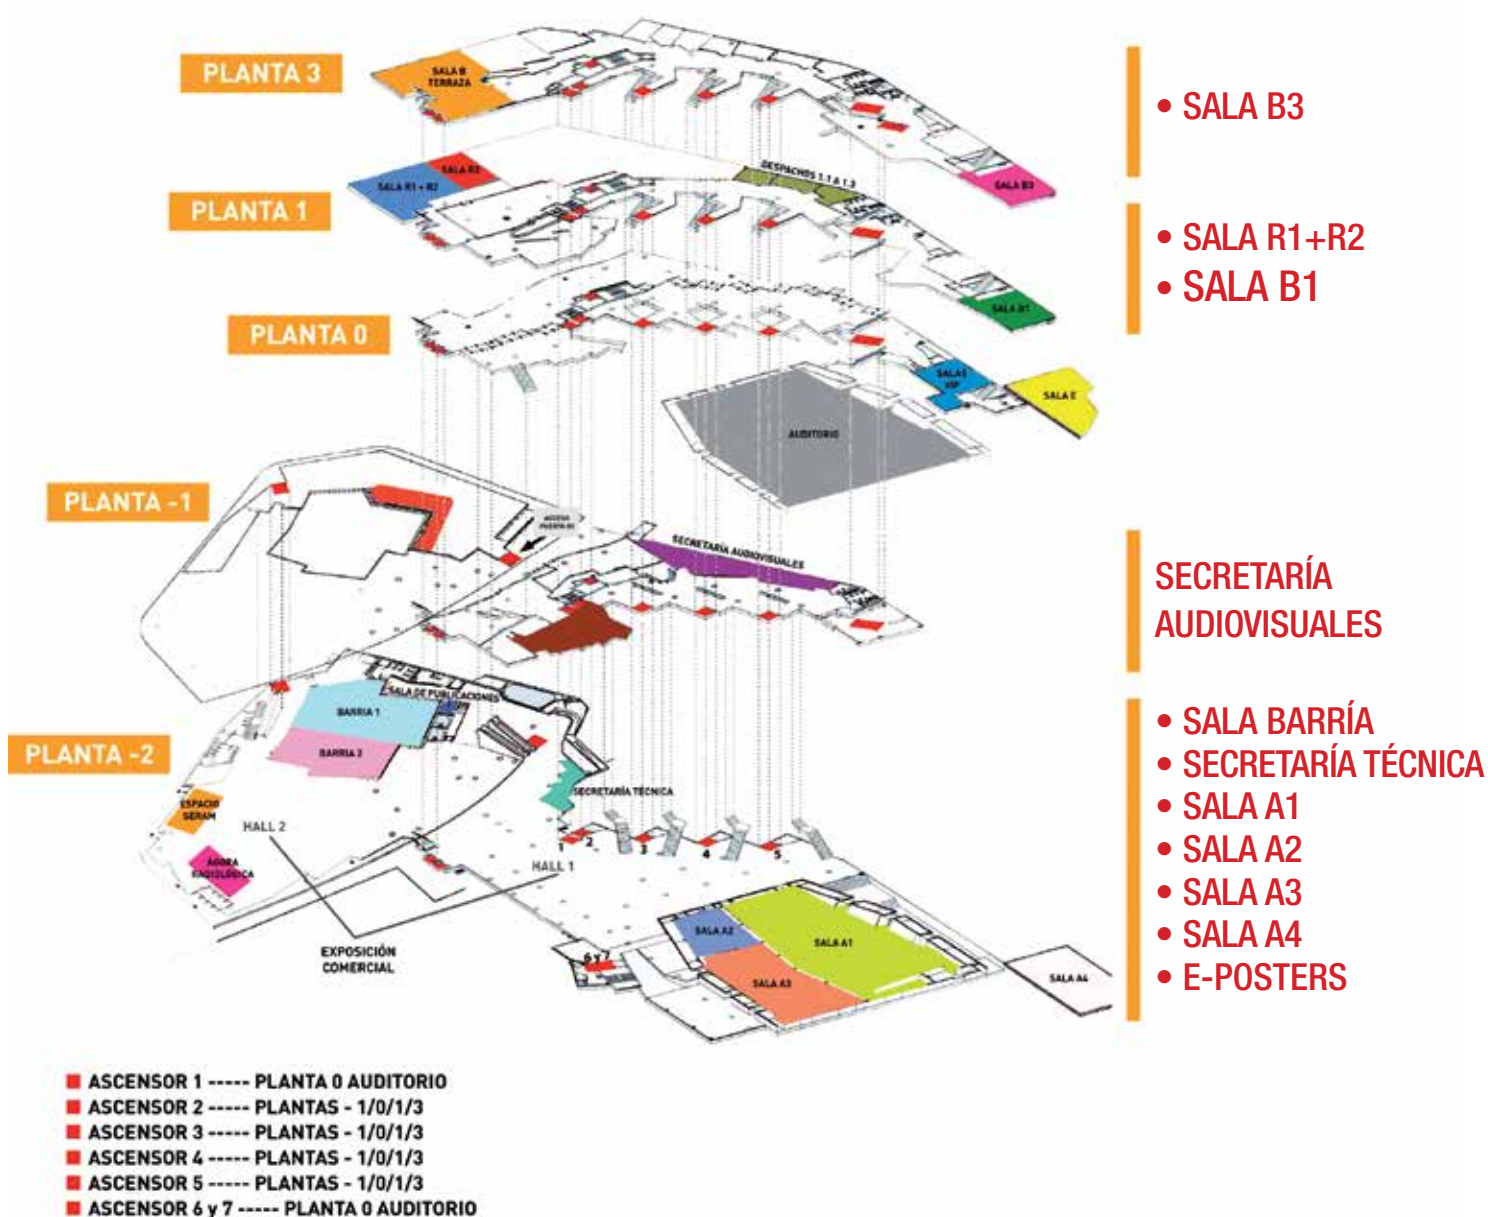 PLANTA 3
SALA B
TERRAZA
SALA B3
• SALA B3
DESPACHOS 1.1 A 1.3
SALA R3
SALA R1 + R2
PLANTA 1
SALA B1
• SALA R1+R2
• SALA B1
PLANTA 0
SALAS
VIP
SALA E
AUDITORIO
PLANTA -1
ACCESO
SECRETARÍA AUDIOVISUALES
SECRETARÍA
AUDIOVISUALES
PLANTA -2
SALA DE PUBLICACIONES
BARRIA 1
BARRIA 2
SECRETARÍA TÉCNICA
ESPACIO
SERAM
HALL 2
ÁGORA
RADIOLÓGICA
1
2
3
4
5
HALL 1
EXPOSICIÓN
COMERCIAL
6 y 7
SALA A2
SALA A1
SALA A3
SALA A4
• SALA BARRÍA
• SECRETARÍA TÉCNICA
• SALA A1
• SALA A2
• SALA A3
• SALA A4
• E-POSTERS
ASCENSOR 1 ----- PLANTA 0 AUDITORIO
ASCENSOR 2 ----- PLANTAS - 1/0/1/3
ASCENSOR 3 ----- PLANTAS - 1/0/1/3
ASCENSOR 4 ----- PLANTAS - 1/0/1/3
ASCENSOR 5 ----- PLANTAS - 1/0/1/3
ASCENSOR 6 y 7 ----- PLANTA 0 AUDITORIO